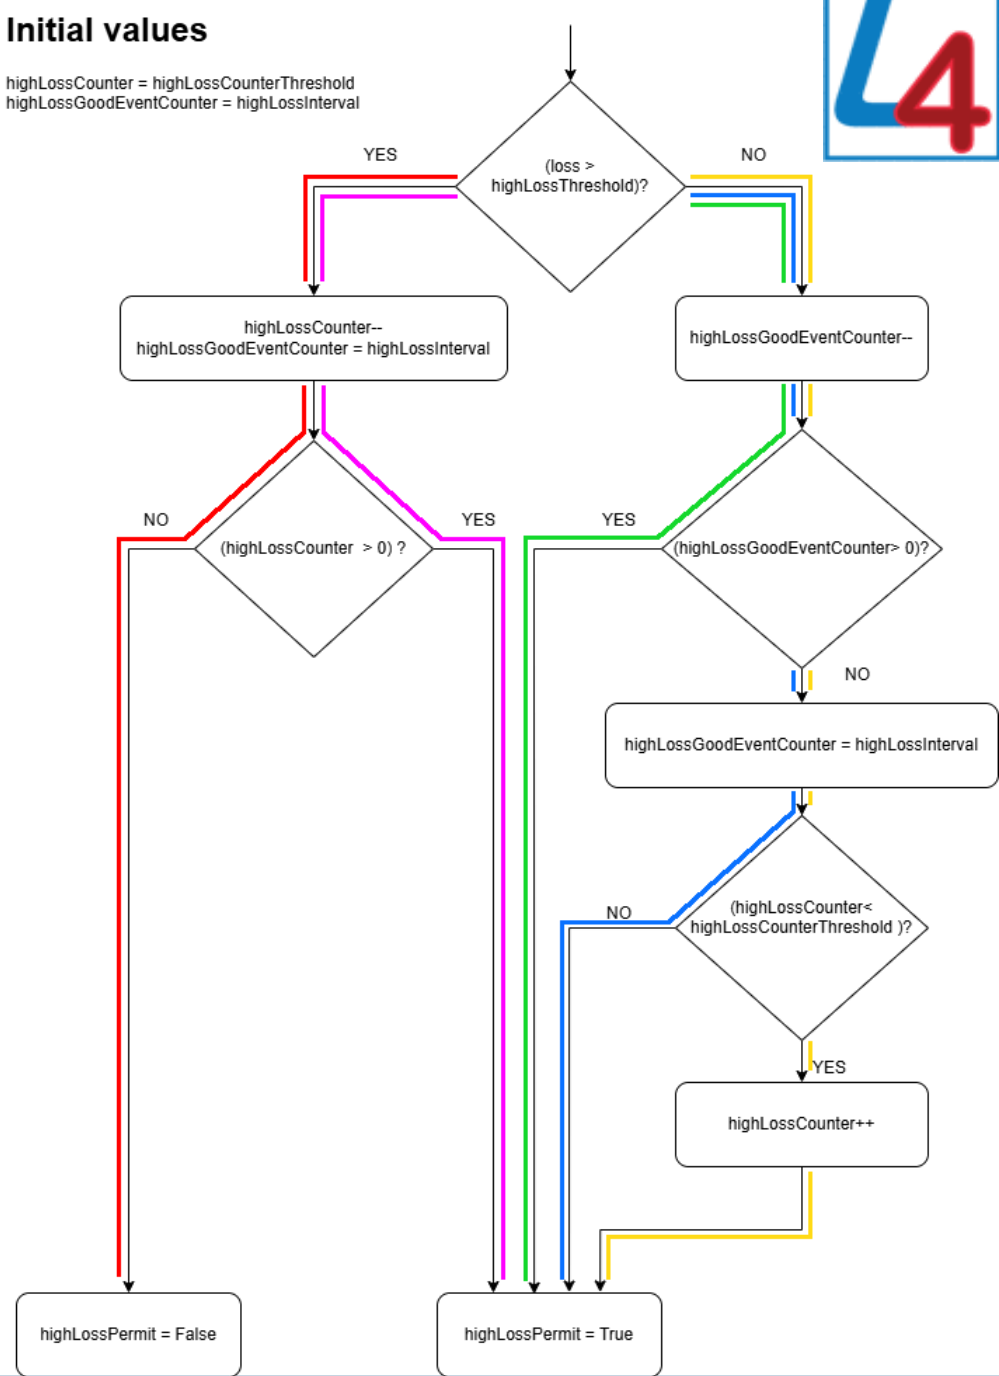 Initial values
highLossCounter = highLossCounterThreshold
highLossGoodEventCounter = highLossInterval
L4
YES
(loss >
highLossThreshold)?
NO
highLossCounter--
highLossGoodEventCounter = highLossInterval
highLossGoodEventCounter--
NO
(highLossCounter  > 0) ?
YES
YES
(highLossGoodEventCounter> 0)?
NO
highLossGoodEventCounter = highLossInterval
NO
(highLossCounter<
highLossCounterThreshold )?
YES
highLossCounter++
highLossPermit = False
highLossPermit = True